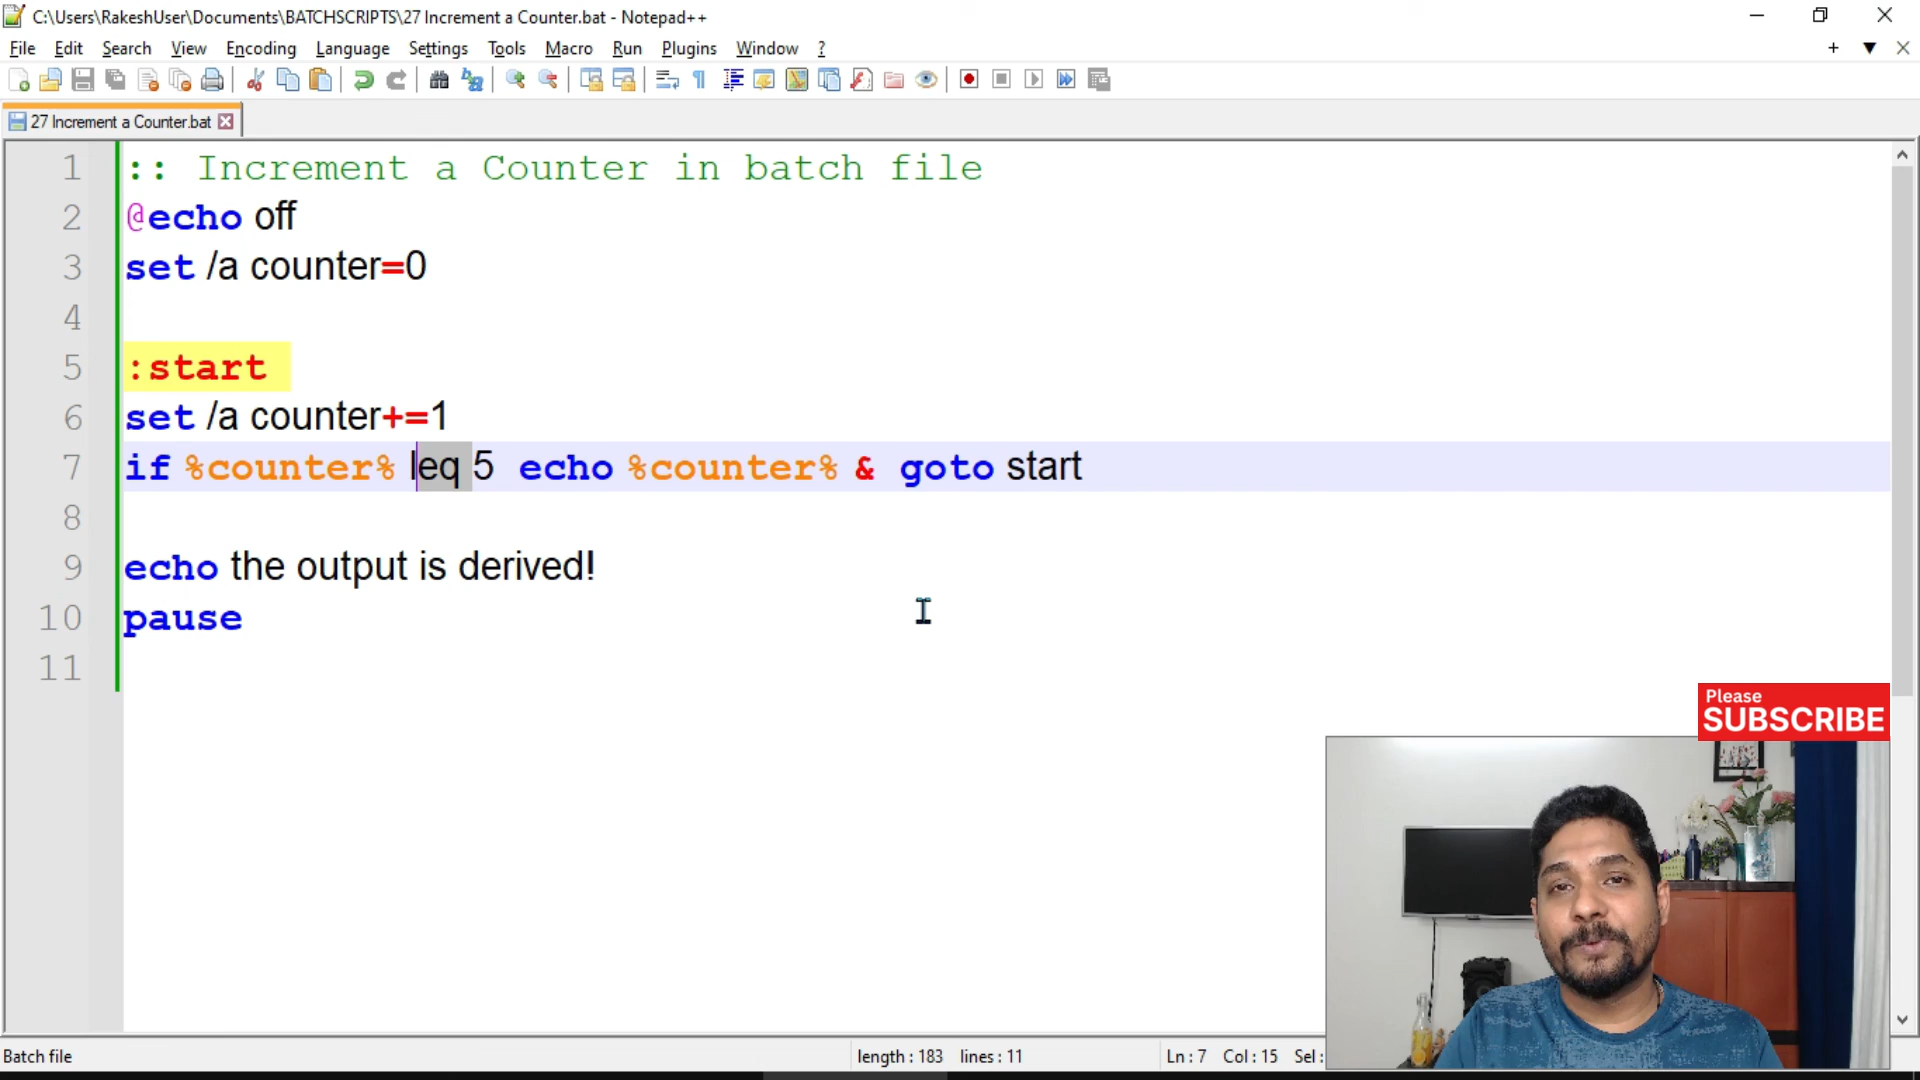 C:\Users\RakeshUser\Documents\BATCHSCRIPTS\27 Increment a Counter.bat - Notepad++
File Edit Search View Encoding Language Settings Tools Macro Run Plugins Window ?
27 Increment a Counter.bat
1 :: Increment a Counter in batch file
2 @echo off
3 set /a counter=0
4
5 :start
6 set /a counter+=1
7 if %counter% leq 5 echo %counter% & goto start
8
9 echo the output is derived!
10 pause
11
Please
SUBSCRIBE
Batch file length : 183 lines : 11 Ln : 7 Col : 15 Sel :